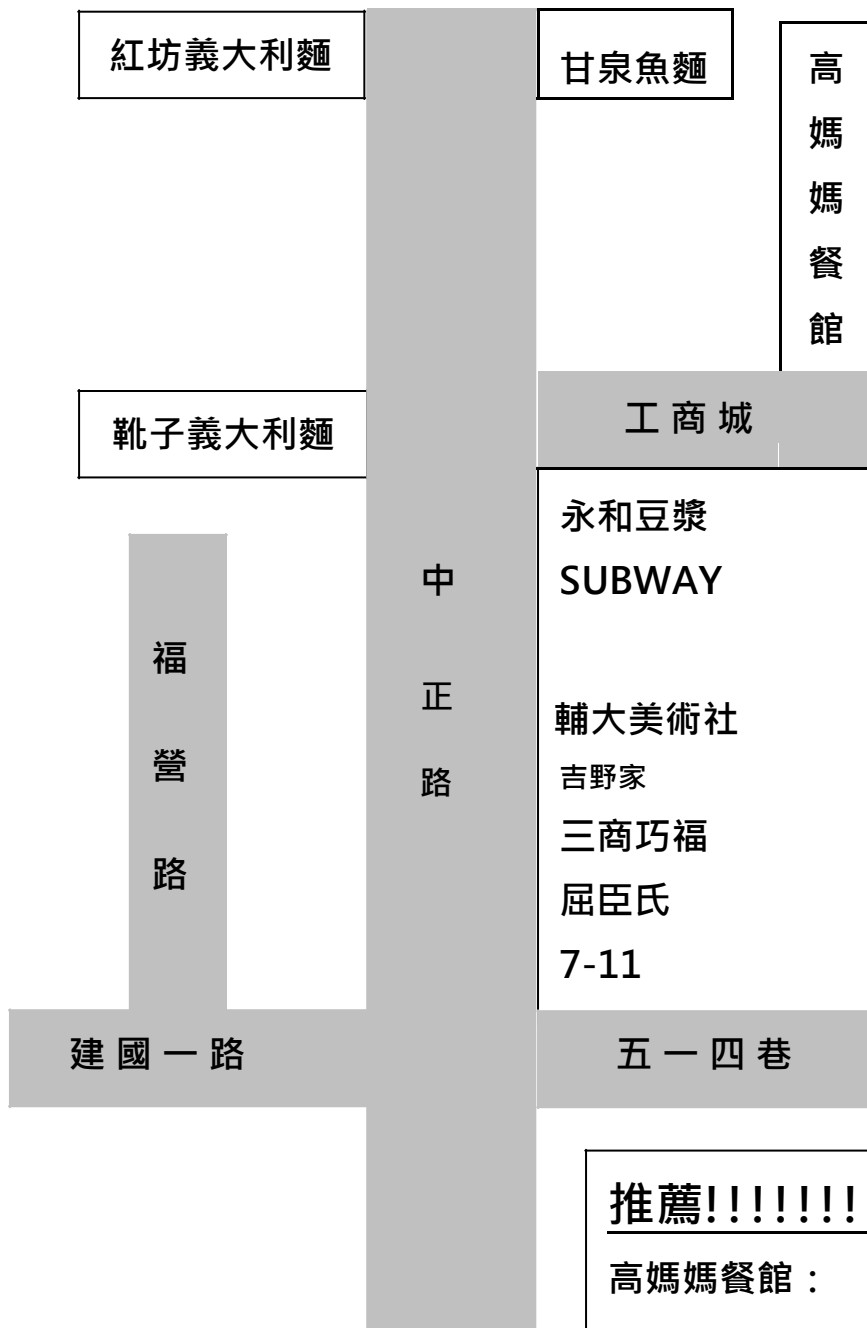 紅坊義大利麵
甘泉魚麵
高媽媽餐館
工商城
靴子義大利麵
永和豆漿
SUBWAY
中正路
福營路
輔大美術社
吉野家
三商巧福
屈臣氏
7-11
建國一路
五一四巷
推薦!!!!!!!
高媽媽餐館：